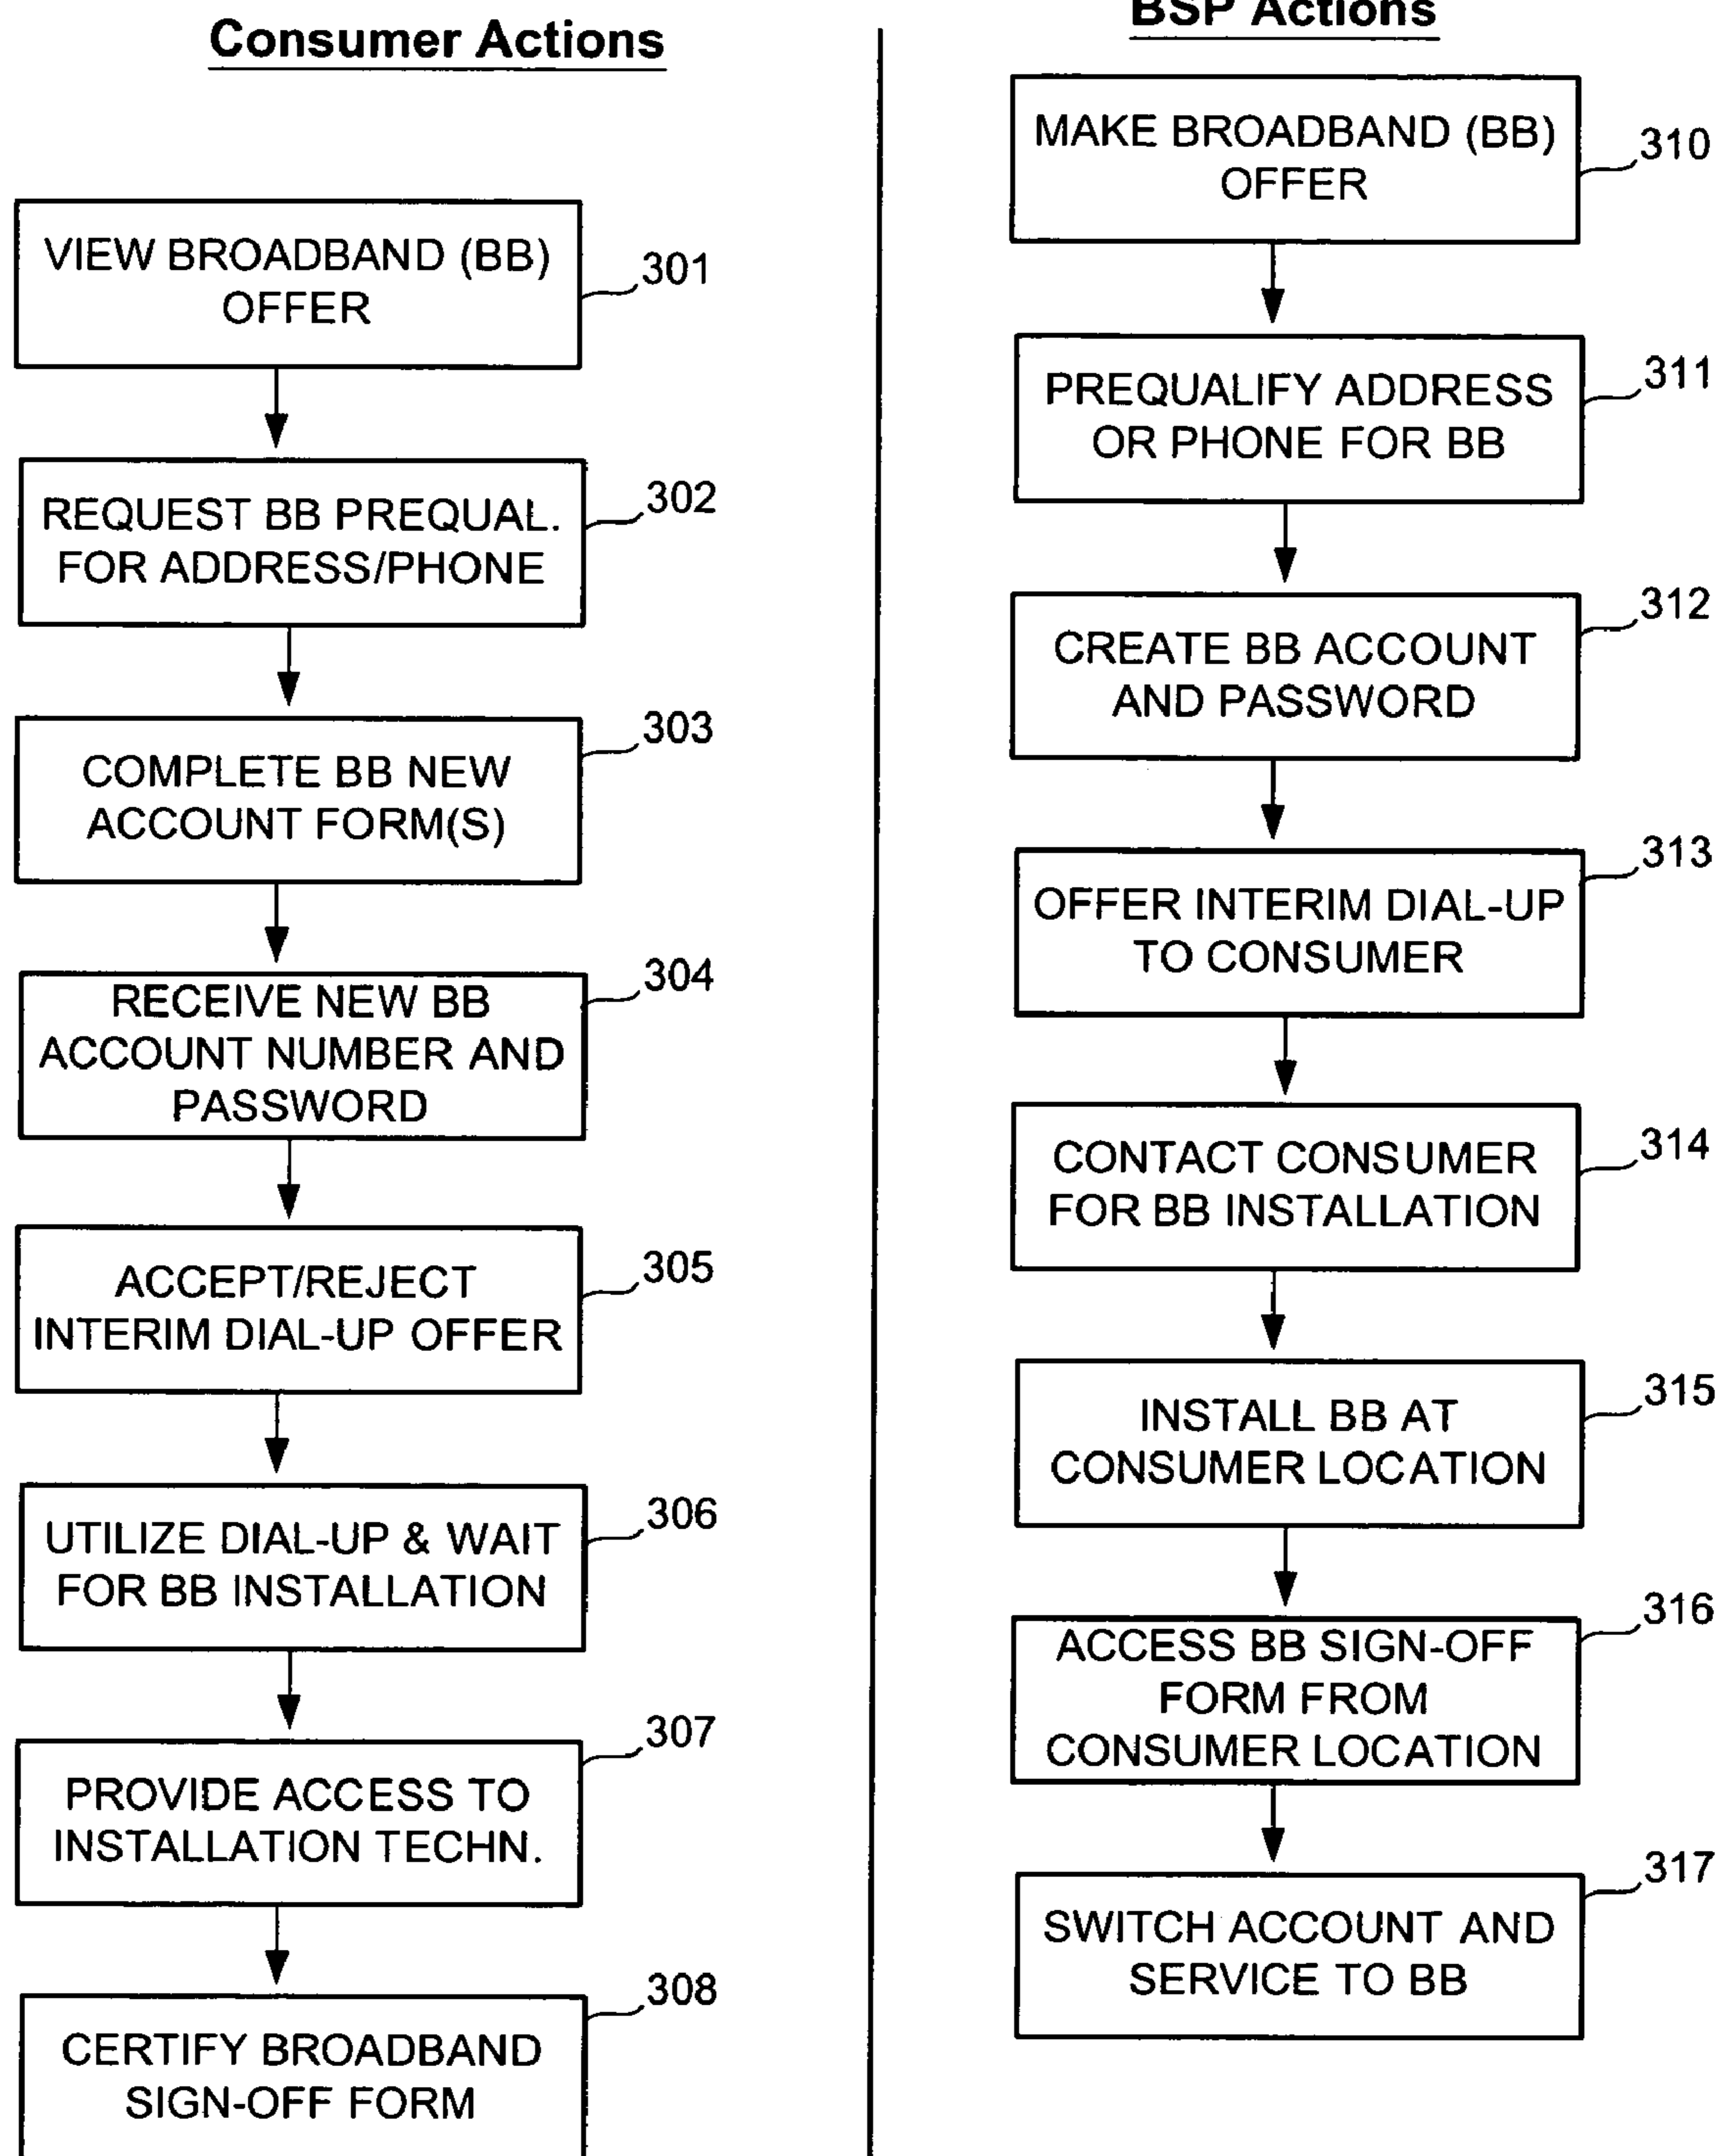 Consumer Actions
VIEW BROADBAND (BB)
OFFER
301
REQUEST BB PREQUAL.
FOR ADDRESS/PHONE
302
COMPLETE BB NEW
ACCOUNT FORM(S)
303
RECEIVE NEW BB
ACCOUNT NUMBER AND
PASSWORD
304
ACCEPT/REJECT
INTERIM DIAL-UP OFFER
305
UTILIZE DIAL-UP & WAIT
FOR BB INSTALLATION
306
PROVIDE ACCESS TO
INSTALLATION TECHN.
307
CERTIFY BROADBAND
SIGN-OFF FORM
308
BSP Actions
MAKE BROADBAND (BB)
OFFER
310
PREQUALIFY ADDRESS
OR PHONE FOR BB
311
CREATE BB ACCOUNT
AND PASSWORD
312
OFFER INTERIM DIAL-UP
TO CONSUMER
313
CONTACT CONSUMER
FOR BB INSTALLATION
314
INSTALL BB AT
CONSUMER LOCATION
315
ACCESS BB SIGN-OFF
FORM FROM
CONSUMER LOCATION
316
SWITCH ACCOUNT AND
SERVICE TO BB
317